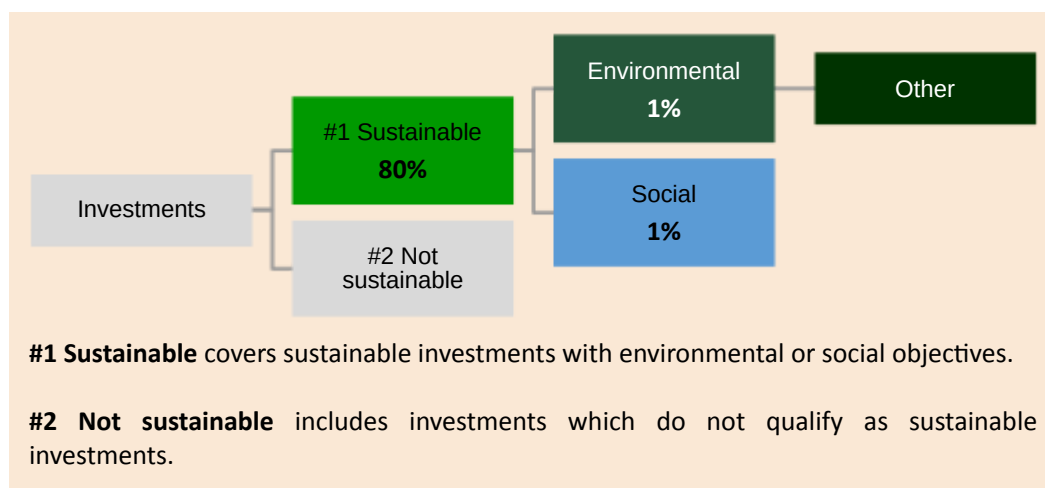 Investments
#1 Sustainable
80%
#2 Not
sustainable
Environmental
1%
Social
1%
Other
#1 Sustainable covers sustainable investments with environmental or social objectives.
#2 Not sustainable includes investments which do not qualify as sustainable
investments.